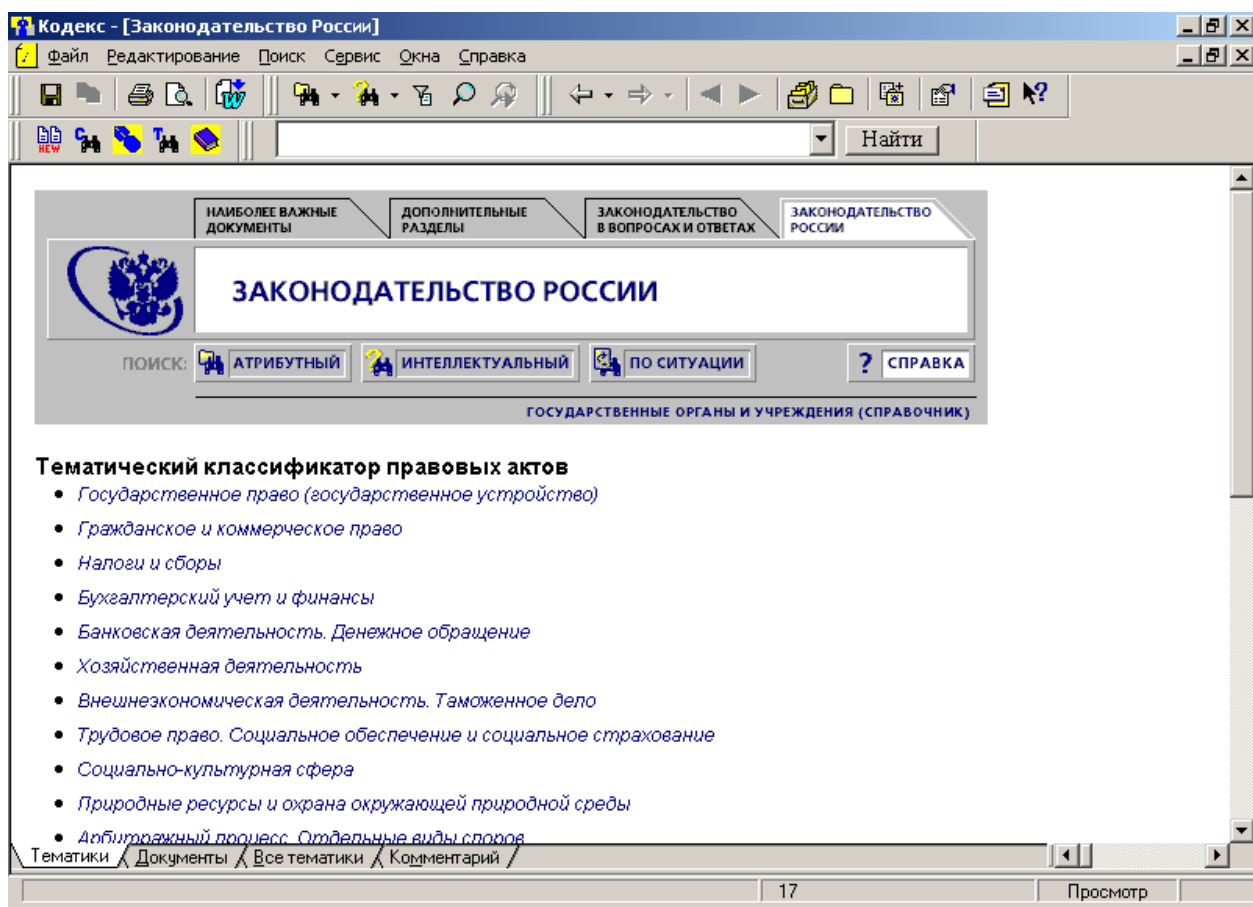 Кодекс - [Законодательство России]
Файл Редактирование Поиск Сервис Окна Справка
NEW С Т Найти
НАИБОЛЕЕ ВАЖНЫЕ ДОКУМЕНТЫ
ДОПОЛНИТЕЛЬНЫЕ РАЗДЕЛЫ
ЗАКОНОДАТЕЛЬСТВО В ВОПРОСАХ И ОТВЕТАХ
ЗАКОНОДАТЕЛЬСТВО РОССИИ
ЗАКОНОДАТЕЛЬСТВО РОССИИ
ПОИСК: АТРИБУТНЫЙ ИНТЕЛЛЕКТУАЛЬНЫЙ ПО СИТУАЦИИ ? СПРАВКА
ГОСУДАРСТВЕННЫЕ ОРГАНЫ И УЧРЕЖДЕНИЯ (СПРАВОЧНИК)
Тематический классификатор правовых актов
Государственное право (государственное устройство)
Гражданское и коммерческое право
Налоги и сборы
Бухгалтерский учет и финансы
Банковская деятельность. Денежное обращение
Хозяйственная деятельность
Внешнеэкономическая деятельность. Таможенное дело
Трудовое право. Социальное обеспечение и социальное страхование
Социально-культурная сфера
Природные ресурсы и охрана окружающей природной среды
Арбитражный процесс. Отдельные виды споров
Тематики Документы Все тематики Комментарий
17 Просмотр